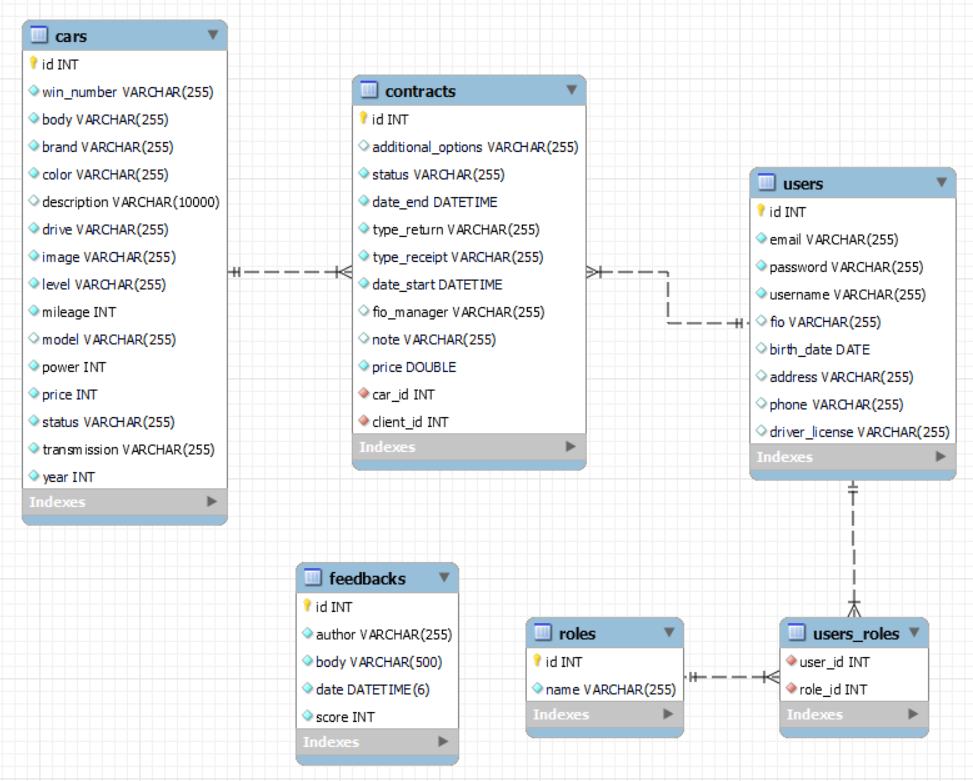 cars
id INT
win_number VARCHAR(255)
body VARCHAR(255)
brand VARCHAR(255)
color VARCHAR(255)
description VARCHAR(10000)
drive VARCHAR(255)
image VARCHAR(255)
level VARCHAR(255)
mileage INT
model VARCHAR(255)
power INT
price INT
status VARCHAR(255)
transmission VARCHAR(255)
year INT
Indexes
contracts
id INT
additional_options VARCHAR(255)
status VARCHAR(255)
date_end DATETIME
type_return VARCHAR(255)
type_receipt VARCHAR(255)
date_start DATETIME
fio_manager VARCHAR(255)
note VARCHAR(255)
price DOUBLE
car_id INT
client_id INT
Indexes
users
id INT
email VARCHAR(255)
password VARCHAR(255)
username VARCHAR(255)
fio VARCHAR(255)
birth_date DATE
address VARCHAR(255)
phone VARCHAR(255)
driver_license VARCHAR(255)
Indexes
feedbacks
id INT
author VARCHAR(255)
body VARCHAR(500)
date DATETIME(6)
score INT
Indexes
roles
id INT
name VARCHAR(255)
Indexes
users_roles
user_id INT
role_id INT
Indexes